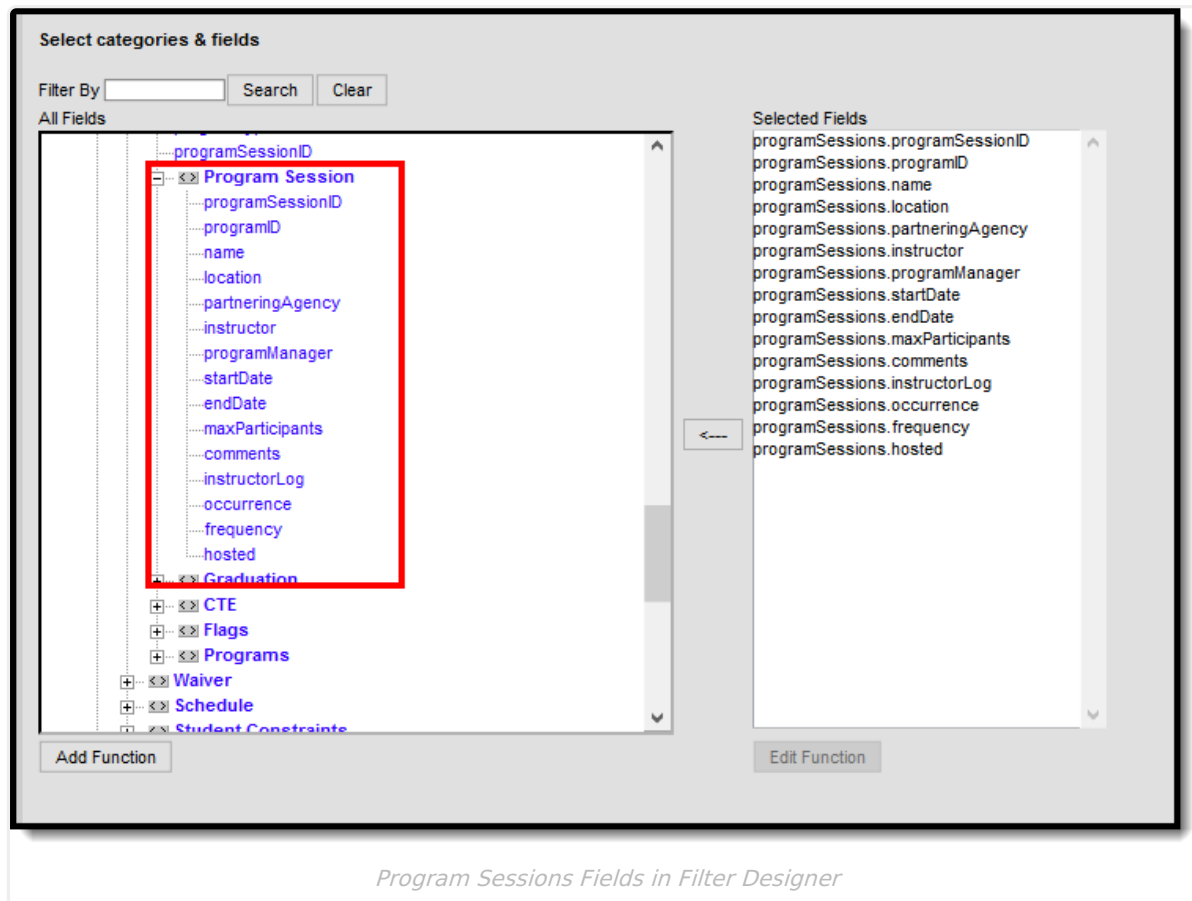 Select categories & fields
Filter By
Search
Clear
All Fields
programSessionID
Program Session
programSessionID
programID
name
location
partneringAgency
instructor
programManager
startDate
endDate
maxParticipants
comments
instructorLog
occurrence
frequency
hosted
Graduation
CTE
Flags
Programs
Waiver
Schedule
Student Constraints
Add Function
<---
Selected Fields
programSessions.programSessionID
programSessions.programID
programSessions.name
programSessions.location
programSessions.partneringAgency
programSessions.instructor
programSessions.programManager
programSessions.startDate
programSessions.endDate
programSessions.maxParticipants
programSessions.comments
programSessions.instructorLog
programSessions.occurrence
programSessions.frequency
programSessions.hosted
Edit Function
Program Sessions Fields in Filter Designer